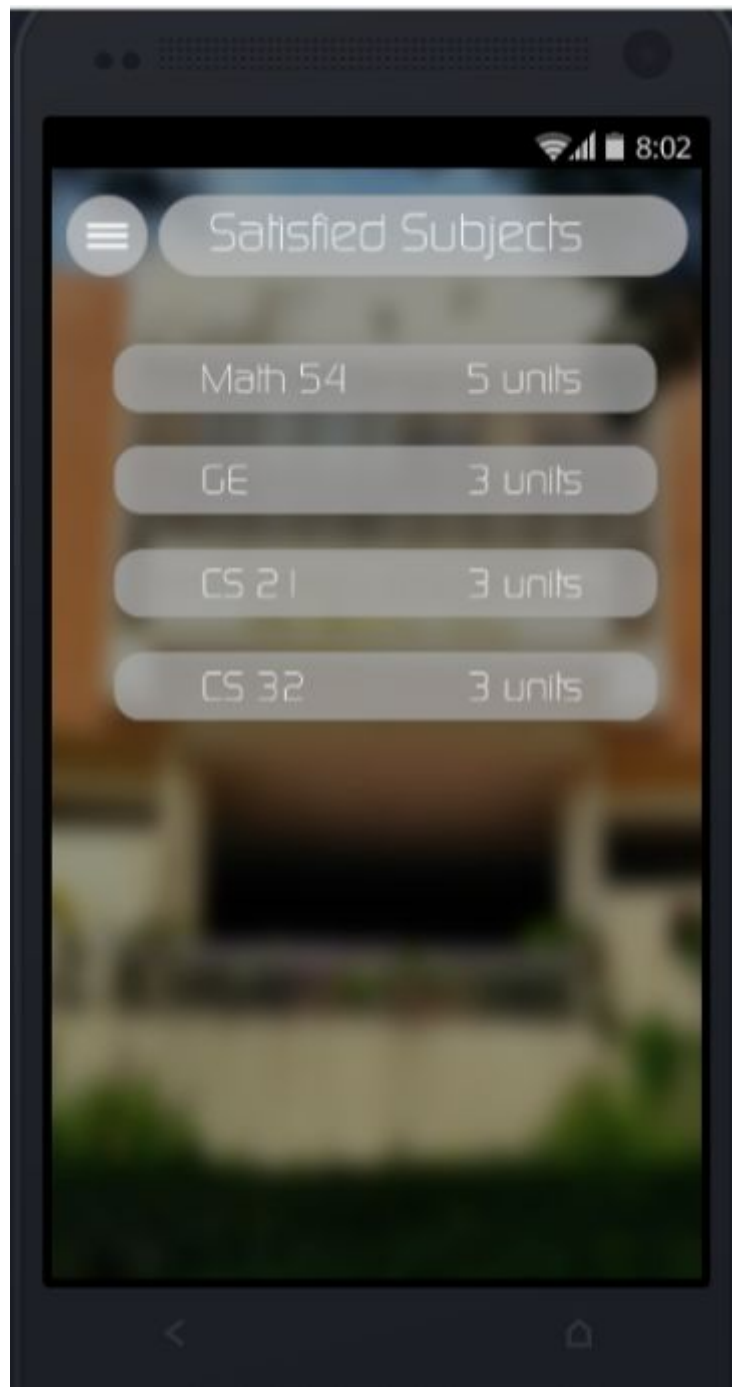 8:02
Satisfied Subjects
Math 54 5 units
GE 3 units
CS 21 3 units
CS 32 3 units